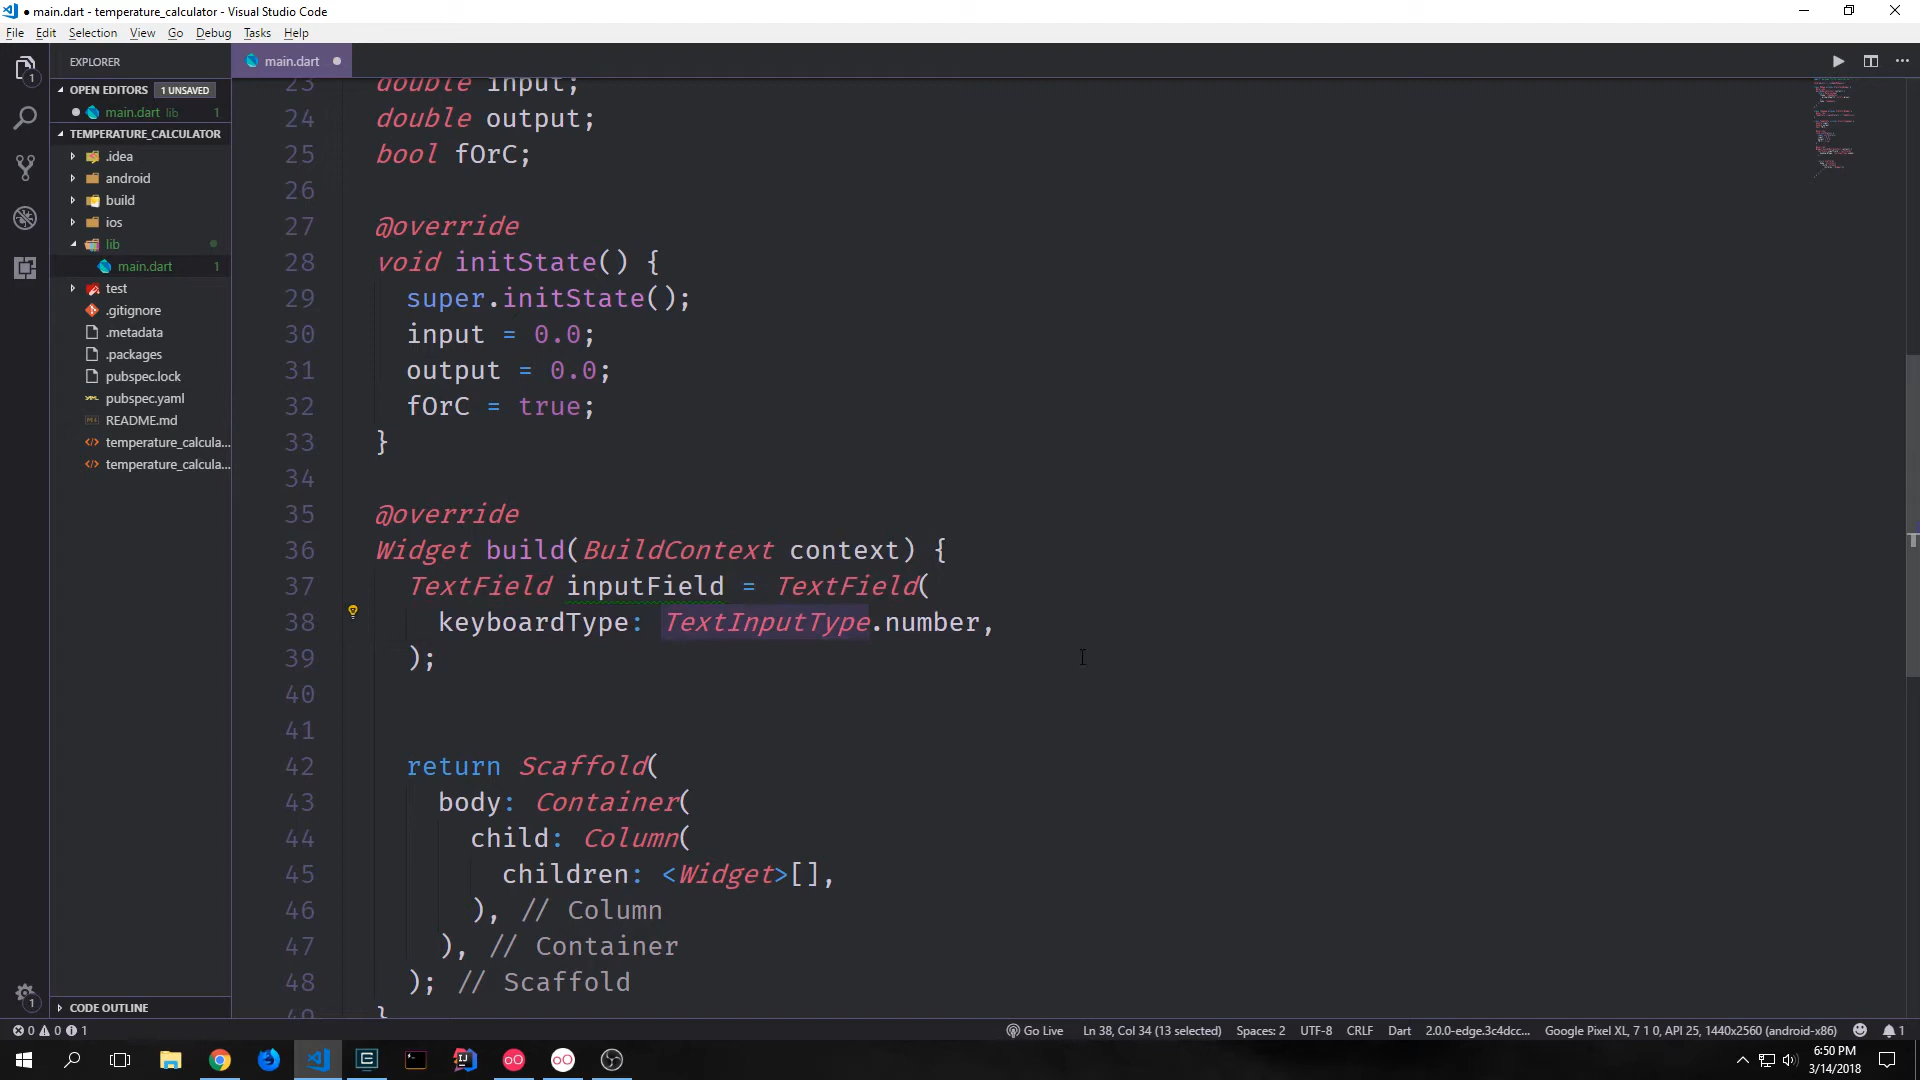 main.dart - temperature_calculator - Visual Studio Code
File Edit Selection View Go Debug Tasks Help
1
EXPLORER
OPEN EDITORS 1 UNSAVED
main.dart lib 1
TEMPERATURE_CALCULATOR
.idea
android
build
ios
lib
main.dart 1
test
.gitignore
.metadata
.packages
pubspec.lock
pubspec.yaml
README.md
temperature_calcula...
temperature_calcula...
CODE OUTLINE
1
main.dart
23 double input;
24 double output;
25 bool fOrC;
26
27 @override
28 void initState() {
29 super.initState();
30 input = 0.0;
31 output = 0.0;
32 fOrC = true;
33 }
34
35 @override
36 Widget build(BuildContext context) {
37 TextField inputField = TextField(
38 keyboardType: TextInputType.number,
39 );
40
41
42 return Scaffold(
43 body: Container(
44 child: Column(
45 children: <Widget>[],
46 ), // Column
47 ), // Container
48 ); // Scaffold
49 }
0 0 1
Go Live Ln 38, Col 34 (13 selected) Spaces: 2 UTF-8 CRLF Dart 2.0.0-edge.3c4dcc... Google Pixel XL, 7 1 0, API 25, 1440x2560 (android-x86) 1
6:50 PM
3/14/2018